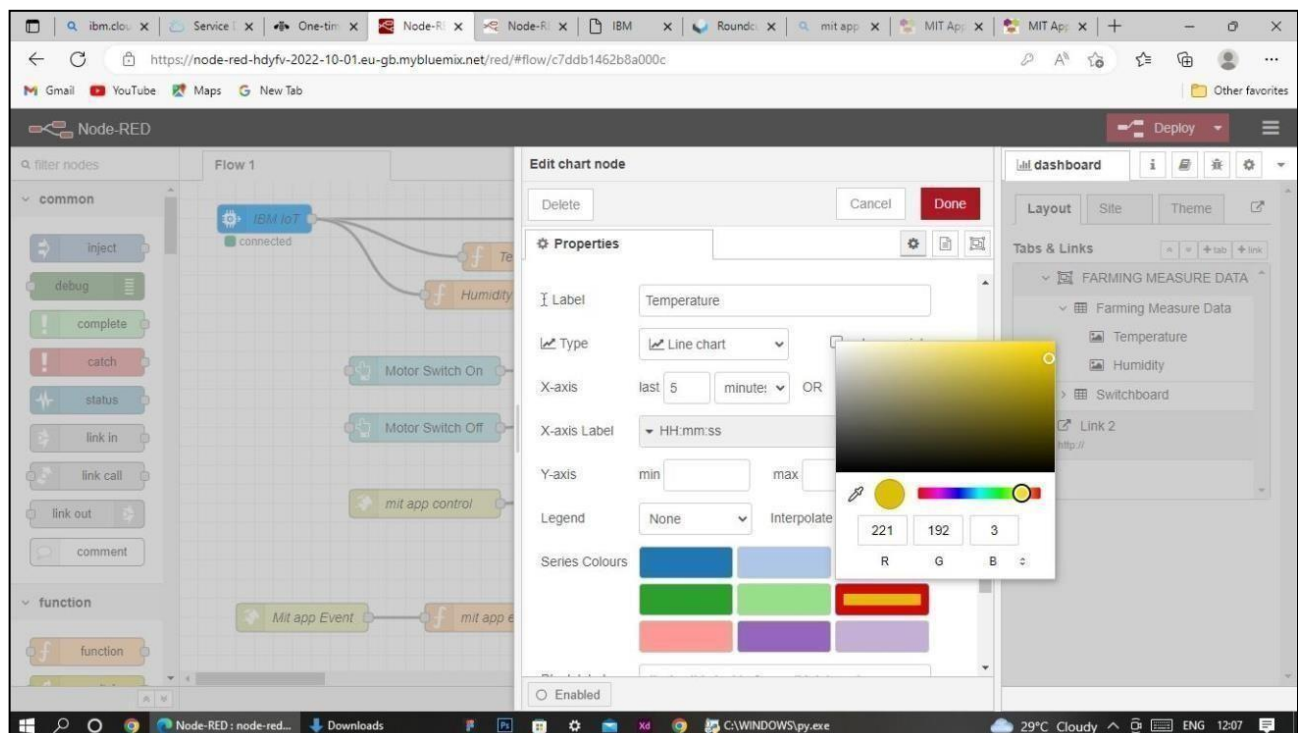 ibm.clou
Service
One-tim
Node-R
Node-R
IBM
Roundc
mit app
MIT App
MIT App
https://node-red-hdyfv-2022-10-01.eu-gb.mybluemix.net/red/#flow/c7ddb1462b8a000c
Gmail YouTube Maps New Tab Other favorites
Node-RED Deploy
filter nodes
common
inject
debug
complete
catch
status
link in
link call
link out
comment
function
function
Flow 1
IBM IoT
connected
Te
Humidity
Motor Switch On
Motor Switch Off
mit app control
Mit app Event
mit app e
Edit chart node
Delete Cancel Done
Properties
Label Temperature
Type Line chart
X-axis last 5 minutes OR
X-axis Label HH:mm:ss
Y-axis min max
Legend None Interpolate
Series Colours
221 192 3
R G B
Enabled
dashboard i
Layout Site Theme
Tabs & Links tab link
FARMING MEASURE DATA
Farming Measure Data
Temperature
Humidity
Switchboard
Link 2
http://
Node-RED : node-red... Downloads C:\WINDOWS\py.exe 29°C Cloudy ENG 12:07